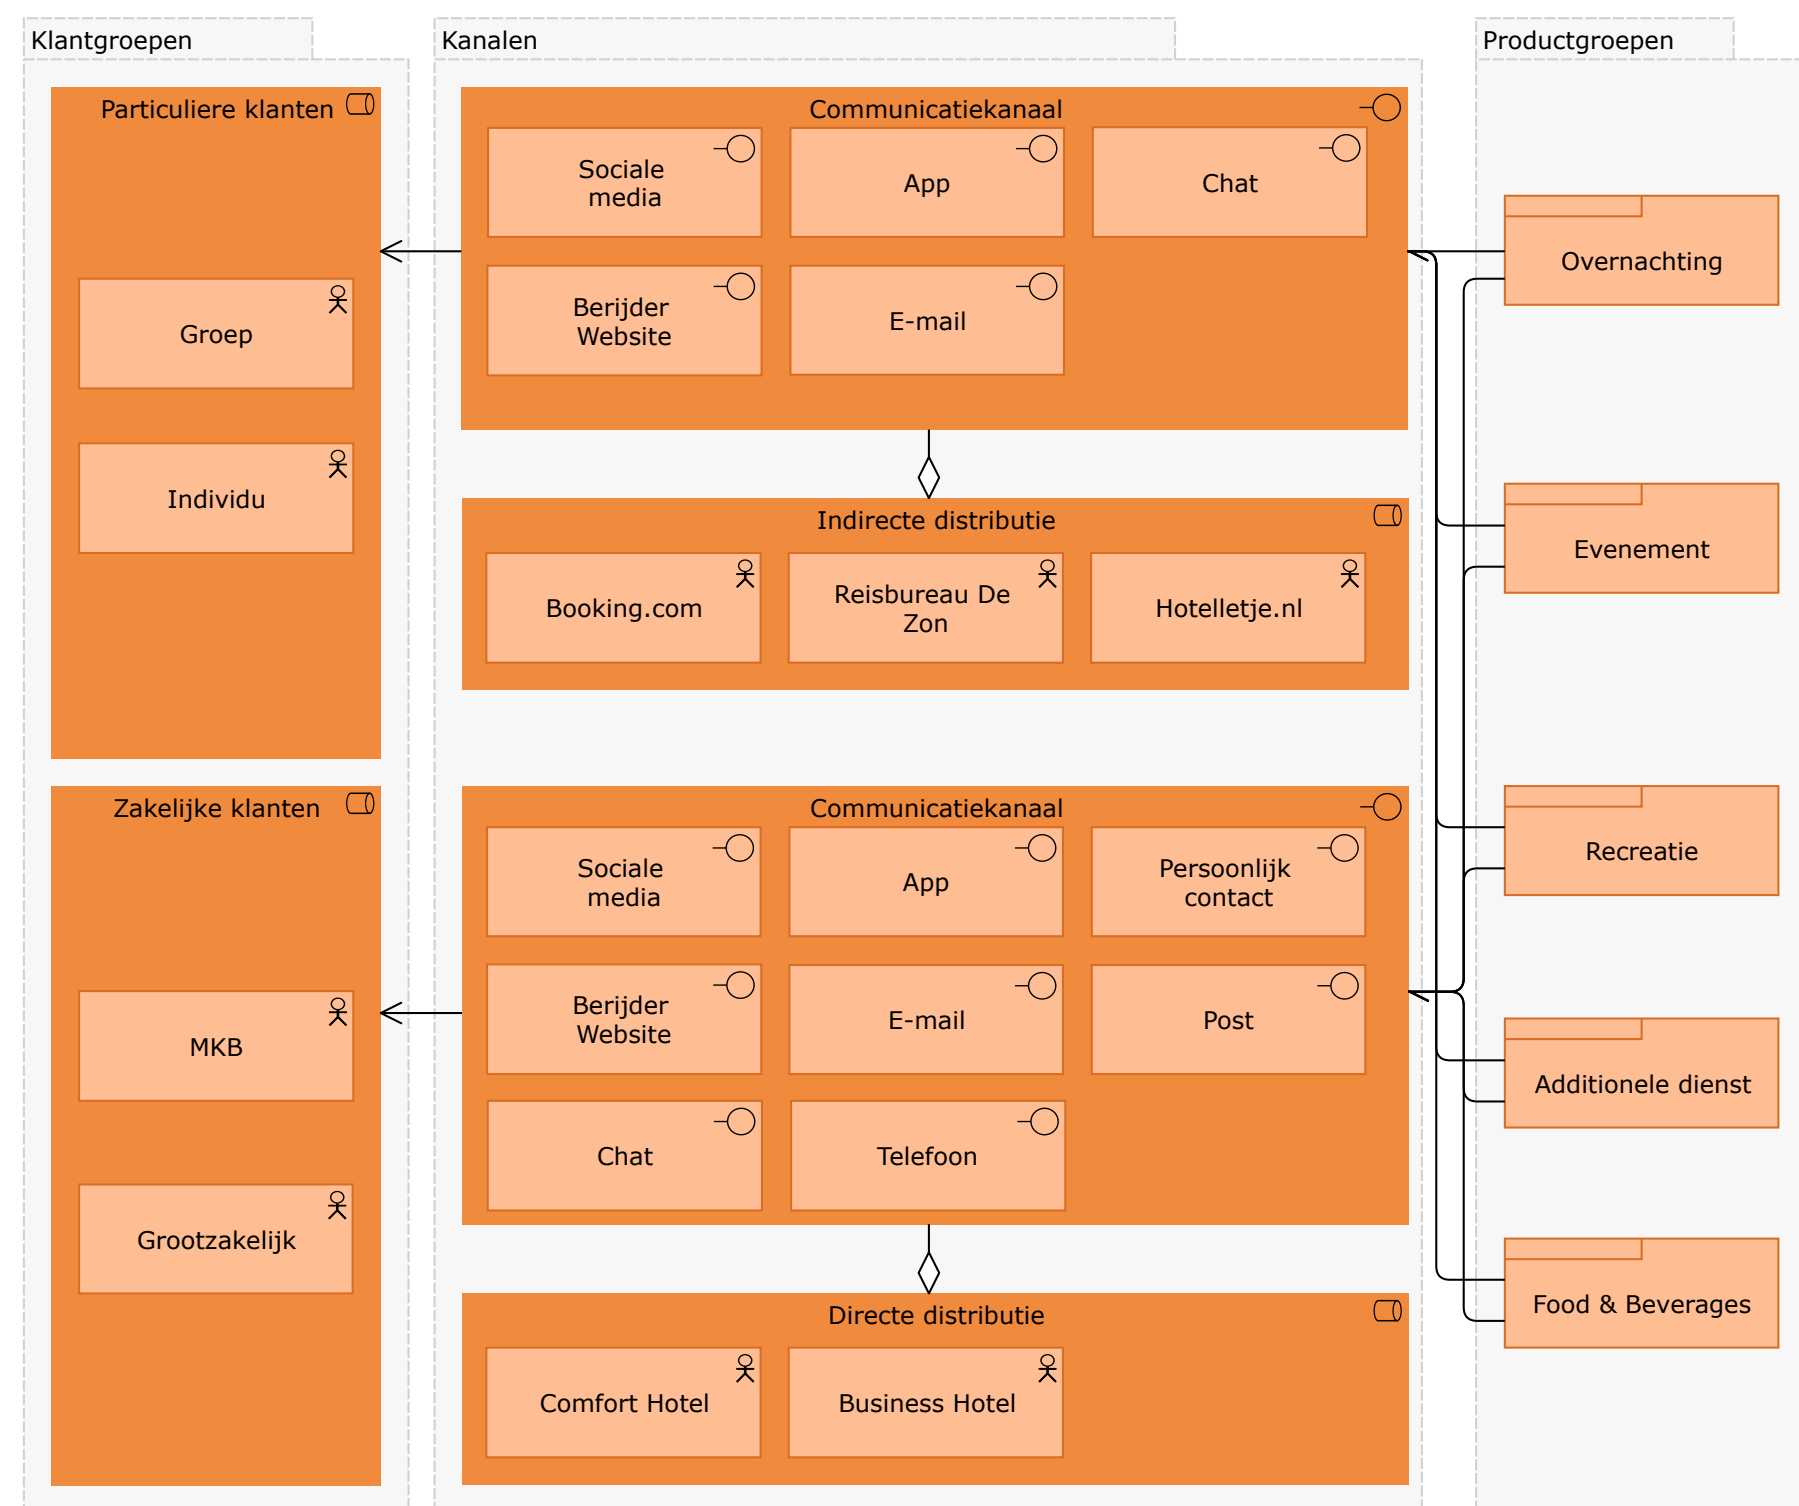 Klantgroepen
Particuliere klanten
Groep
Individu
Zakelijke klanten
MKB
Grootzakelijk
Kanalen
Communicatiekanaal
Sociale
media
App
Chat
Berijder
Website
E-mail
Indirecte distributie
Booking.com
Reisbureau De
Zon
Hotelletje.nl
Communicatiekanaal
Sociale
media
App
Persoonlijk
contact
Berijder
Website
E-mail
Post
Chat
Telefoon
Directe distributie
Comfort Hotel
Business Hotel
Productgroepen
Overnachting
Evenement
Recreatie
Additionele dienst
Food & Beverages